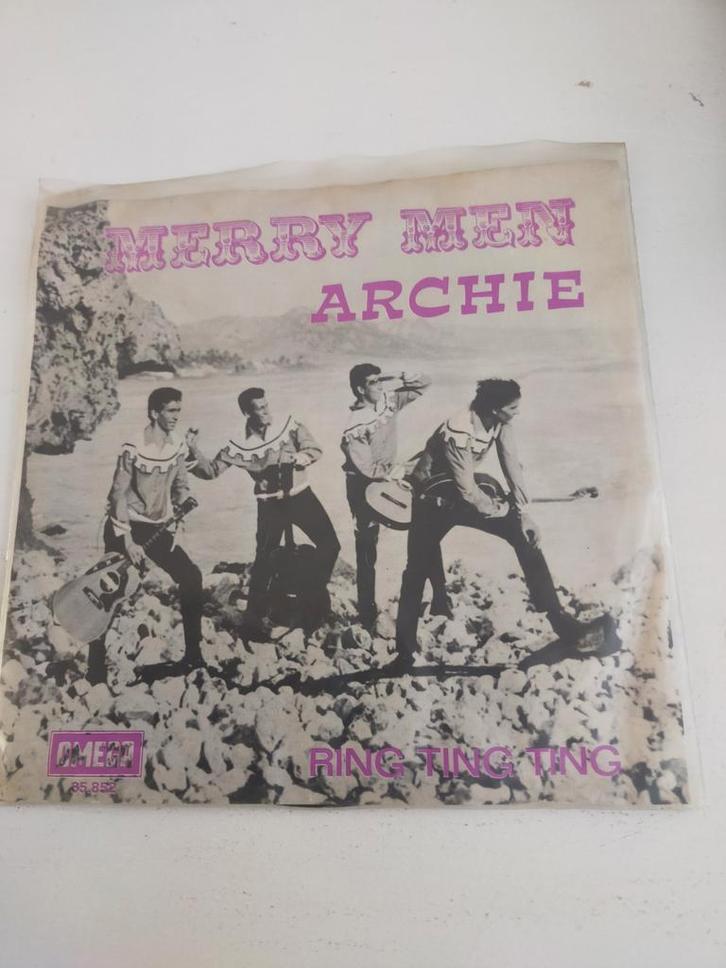 MERRY MEN
ARCHIE
OMEGA
35.852
RING TING TING